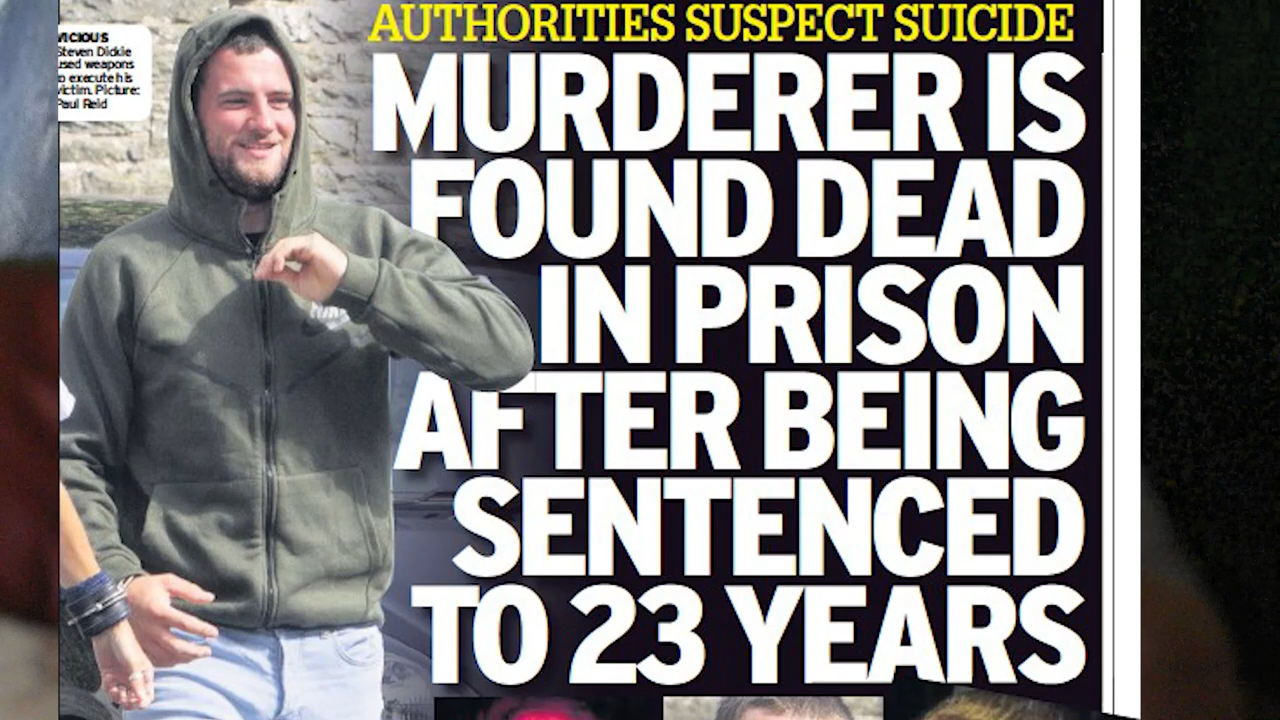 VICIOUS
Steven Dickie
used weapons
to execute his
victim. Picture:
Paul Reid
AUTHORITIES SUSPECT SUICIDE
MURDERER IS
FOUND DEAD
IN PRISON
AFTER BEING
SENTENCED
TO 23 YEARS